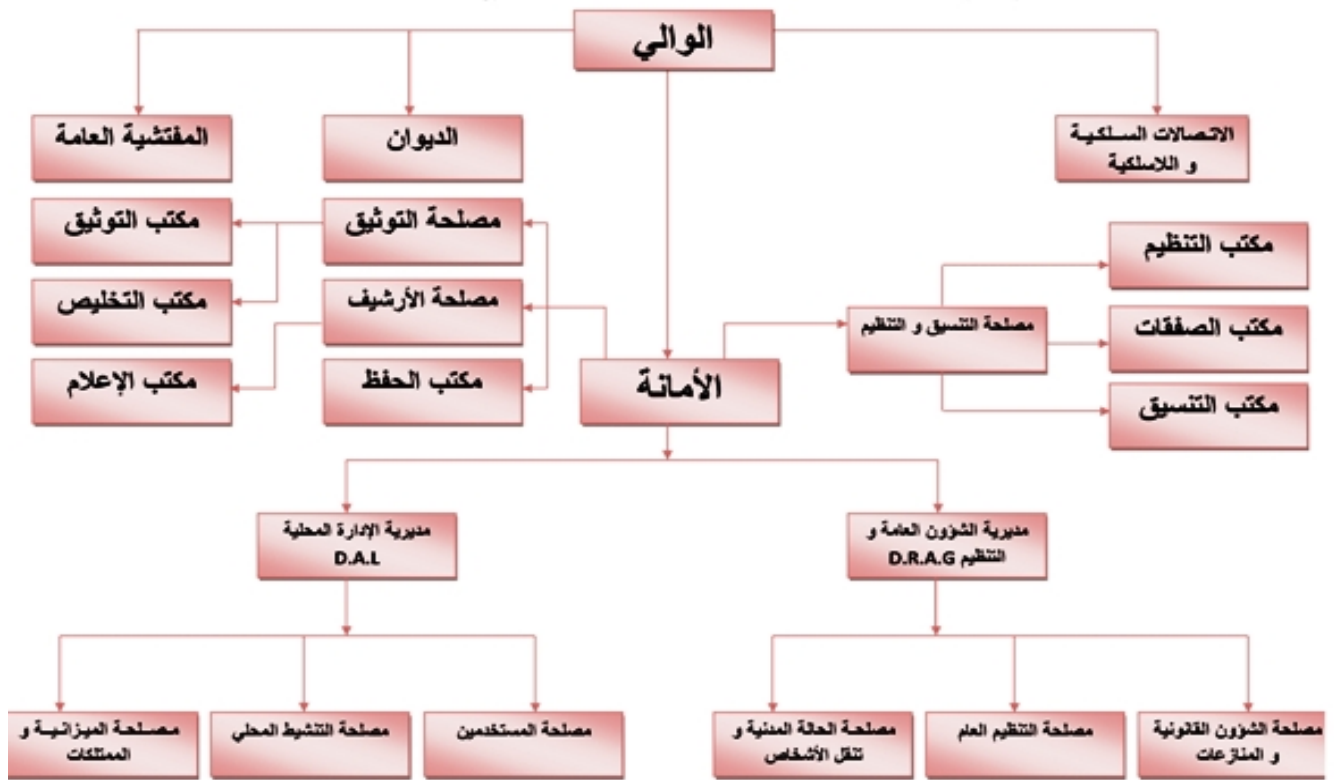 الوالي
المفتشية العامة
الديوان
الاتصالات السلكية
و اللاسلكية
مكتب التوثيق
مصلحة التوثيق
مكتب التنظيم
مكتب التخليص
مصلحة الأرشيف
مصلحة التنسيق و التنظيم
مكتب الصفقات
مكتب الإعلام
مكتب الحفظ
الأمانة
مكتب التنسيق
مديرية الإدارة المحلية
D.A.L
مديرية الشؤون العامة و
التنظيم D.R.A.G
مصلحة الميزانية و
الممتلكات
مصلحة التنشيط المحلي
مصلحة المستخدمين
مصلحة الحالة المدنية و
تنقل الأشخاص
مصلحة التنظيم العام
مصلحة الشؤون القانونية
و المنازعات